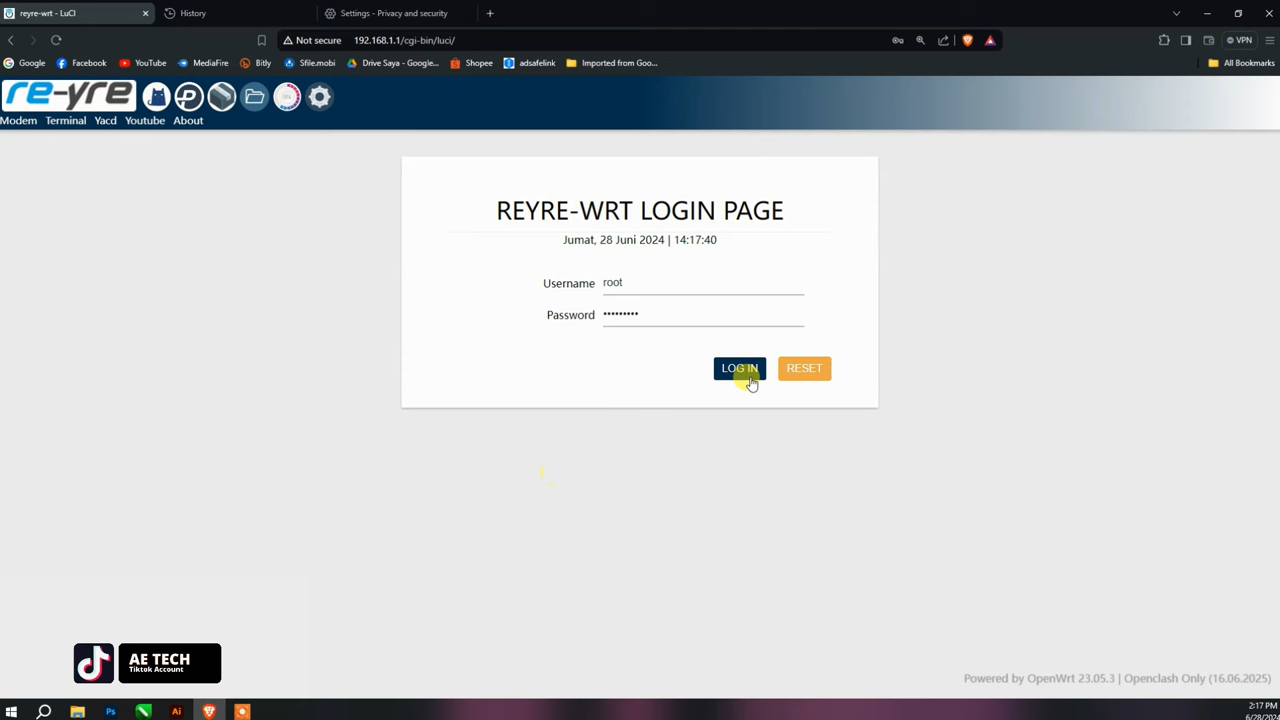 reyre-wrt - LuCI
History
Settings - Privacy and security
Not secure 192.168.1.1/cgi-bin/luci/
VPN
Google Facebook YouTube MediaFire Bitly Sfile.mobi Drive Saya - Google... Shopee adsafelink Imported from Goo... All Bookmarks
re-yre
Modem Terminal Yacd Youtube About
REYRE-WRT LOGIN PAGE
Jumat, 28 Juni 2024 | 14:17:40
Username root
Password •••••••••
LOG IN RESET
AE TECH
Tiktok Account
Powered by OpenWrt 23.05.3 | Openclash Only (16.06.2025)
Ps Ai
2:17 PM